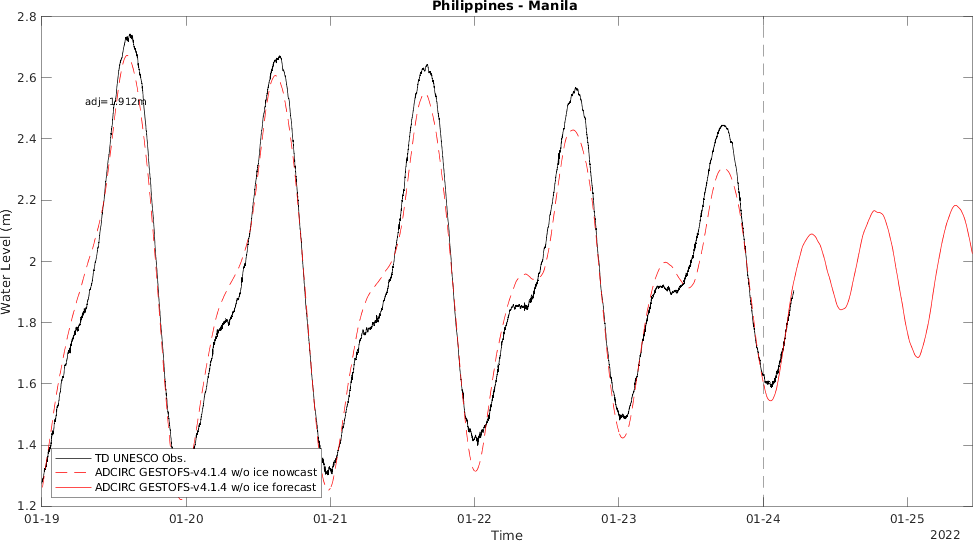 Philippines - Manila
2.8
2.6
2.4
2.2
2
1.8
1.6
1.4
1.2
Water Level (m)
adj=1.912m
TD UNESCO Obs.
ADCIRC GESTOFS-v4.1.4 w/o ice nowcast
ADCIRC GESTOFS-v4.1.4 w/o ice forecast
01-19 01-20 01-21 01-22 01-23 01-24 01-25
Time
2022